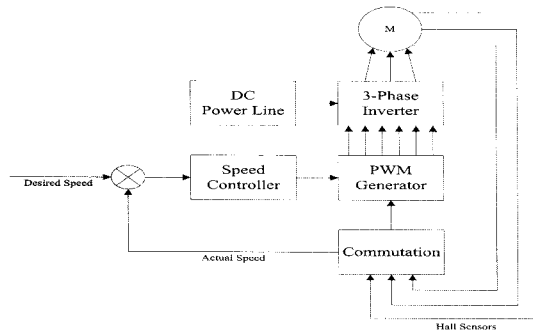 M
DC
Power Line
3-Phase
Inverter
Desired Speed
Speed
Controller
PWM
Generator
Actual Speed
Commutation
Hall Sensors